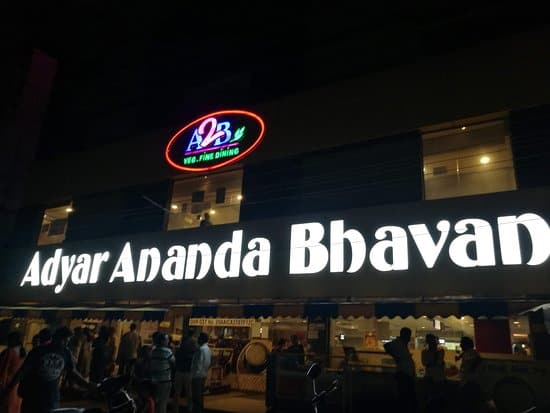 A2B
VEG. FINE DINING
Adyar Ananda Bhavan